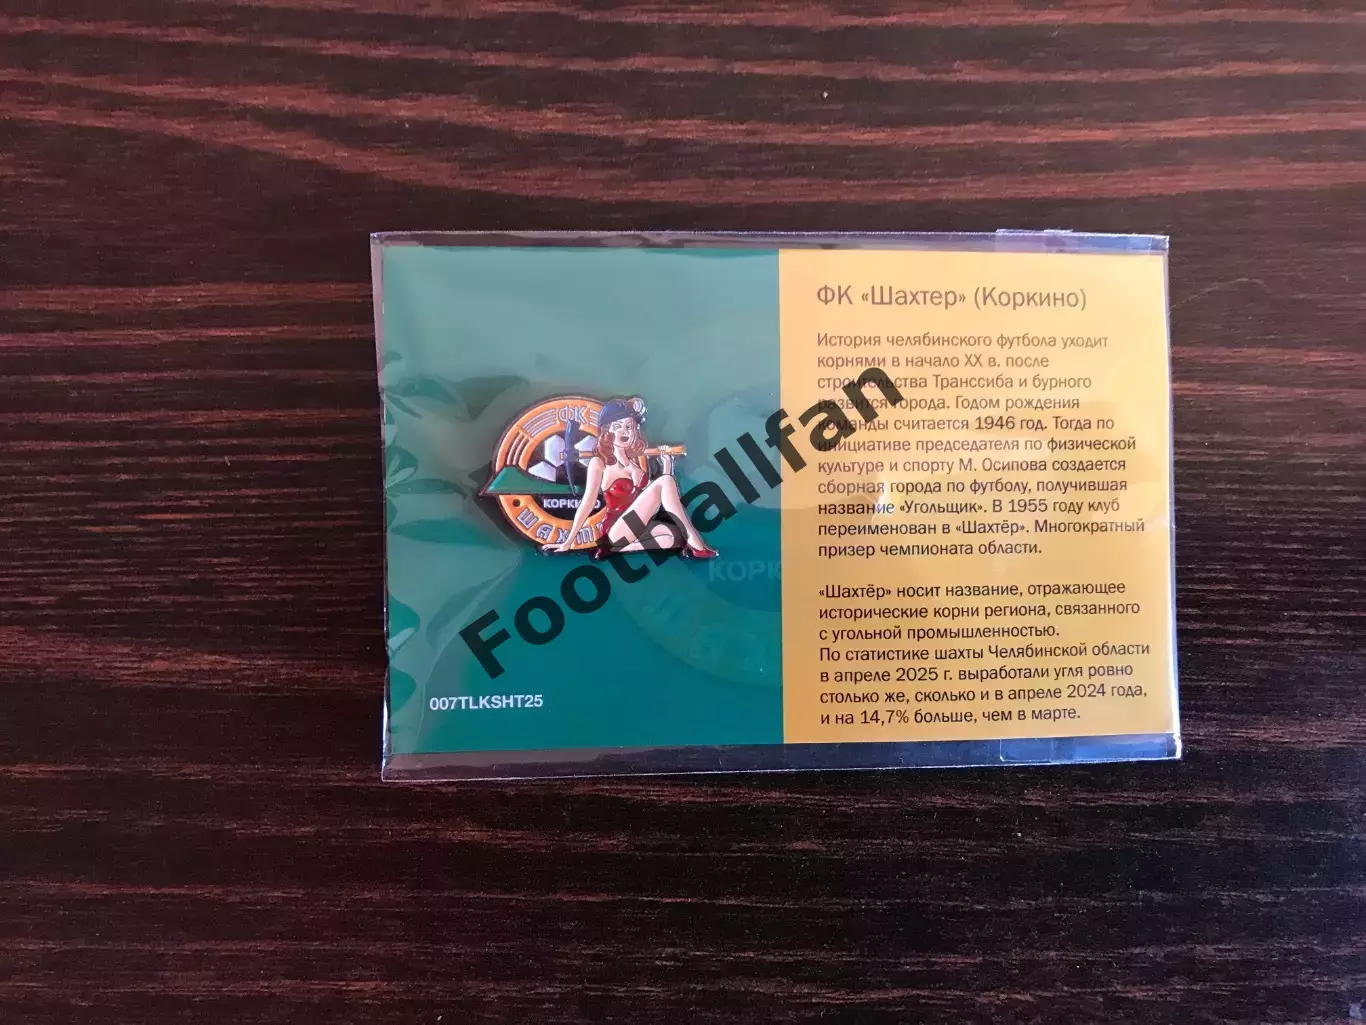 ФК «Шахтер» (Коркино)
История челябинского футбола уходит
корнями в начало XX в. после
строительства Транссиба и бурного
развития города. Годом рождения
команды считается 1946 год. Тогда по
инициативе председателя по физической
культуре и спорту М. Осипова создается
сборная города по футболу, получившая
название «Угольщик». В 1955 году клуб
переименован в «Шахтёр». Многократный
призер чемпионата области.
«Шахтёр» носит название, отражающее
исторические корни региона, связанного
с угольной промышленностью.
По статистике шахты Челябинской области
в апреле 2025 г. выработали угля ровно
столько же, сколько и в апреле 2024 года,
и на 14,7% больше, чем в марте.
ФК
КОРКИНО
КОРК
007TLKSHT25
Footballfan